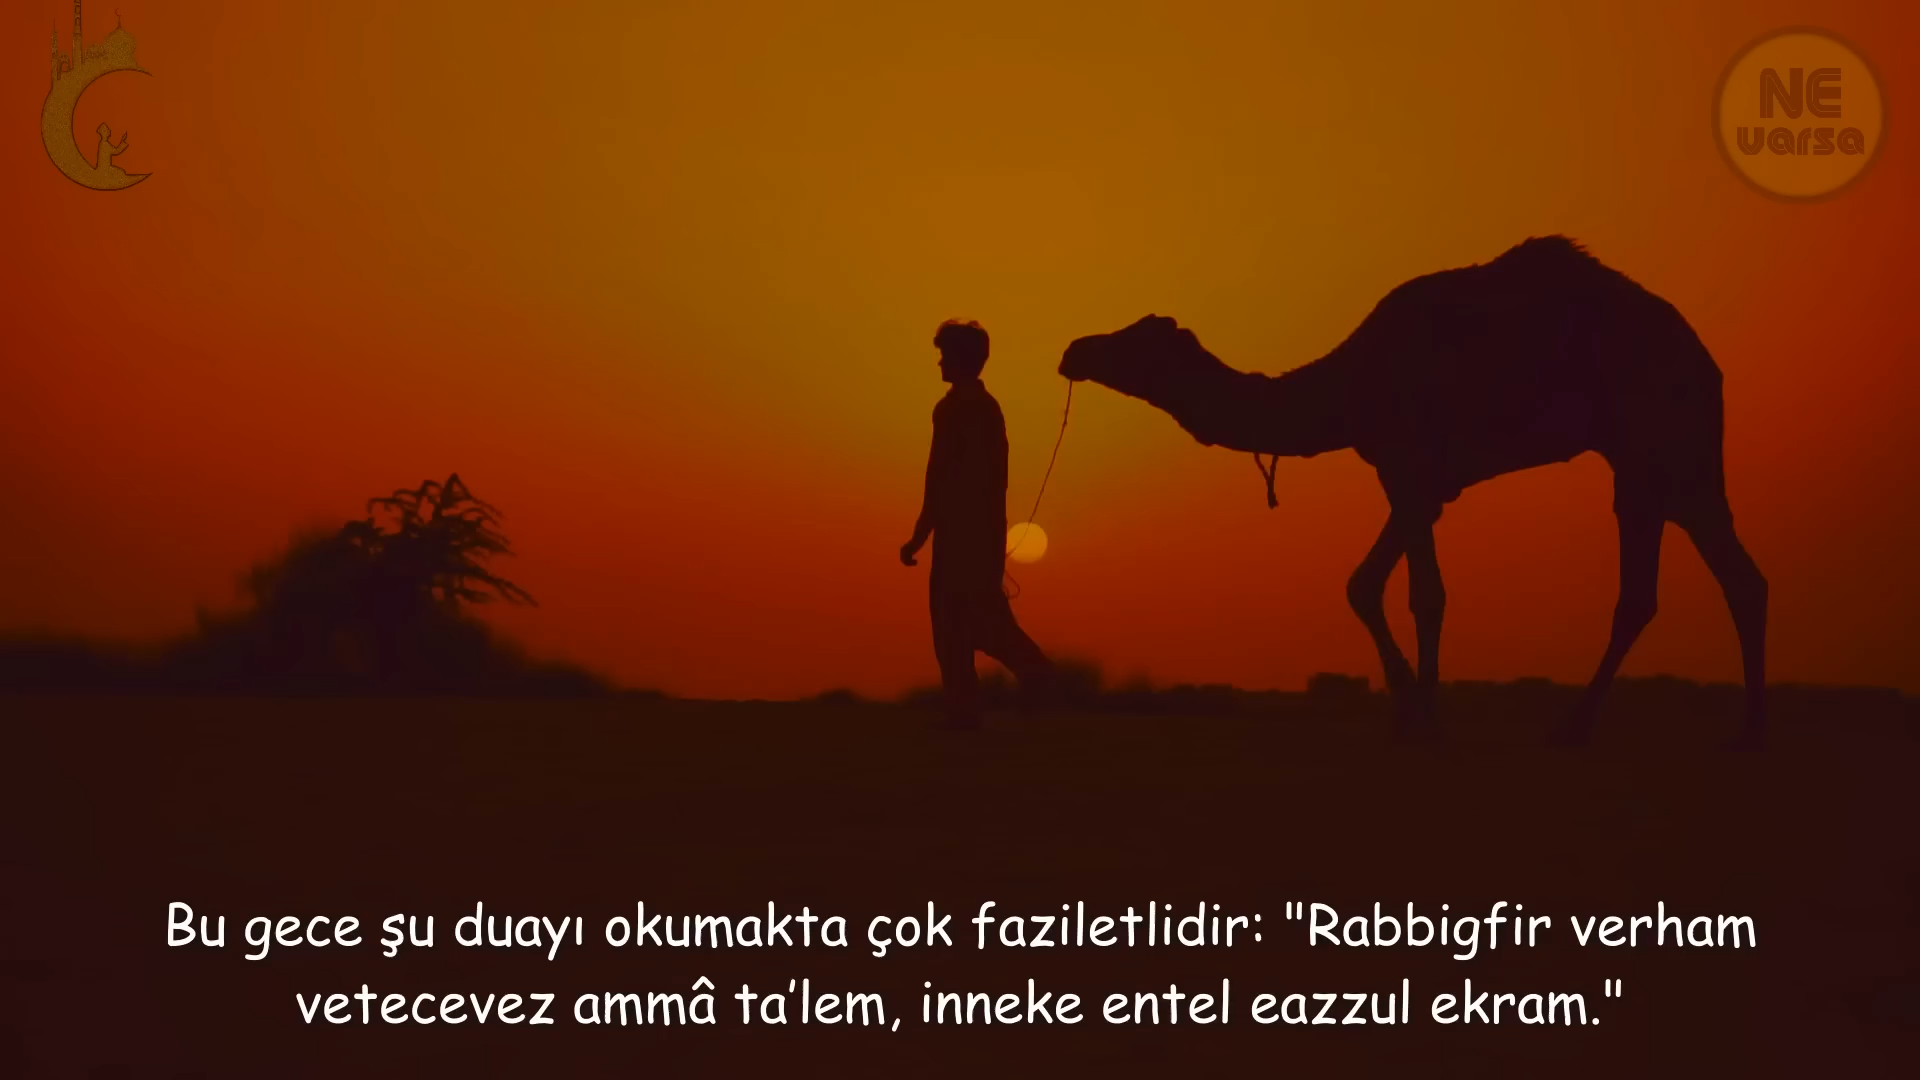 NE
varsa
Bu gece şu duayı okumakta çok faziletlidir: "Rabbigfir verham
vetecevez ammâ ta'lem, inneke entel eazzul ekram."